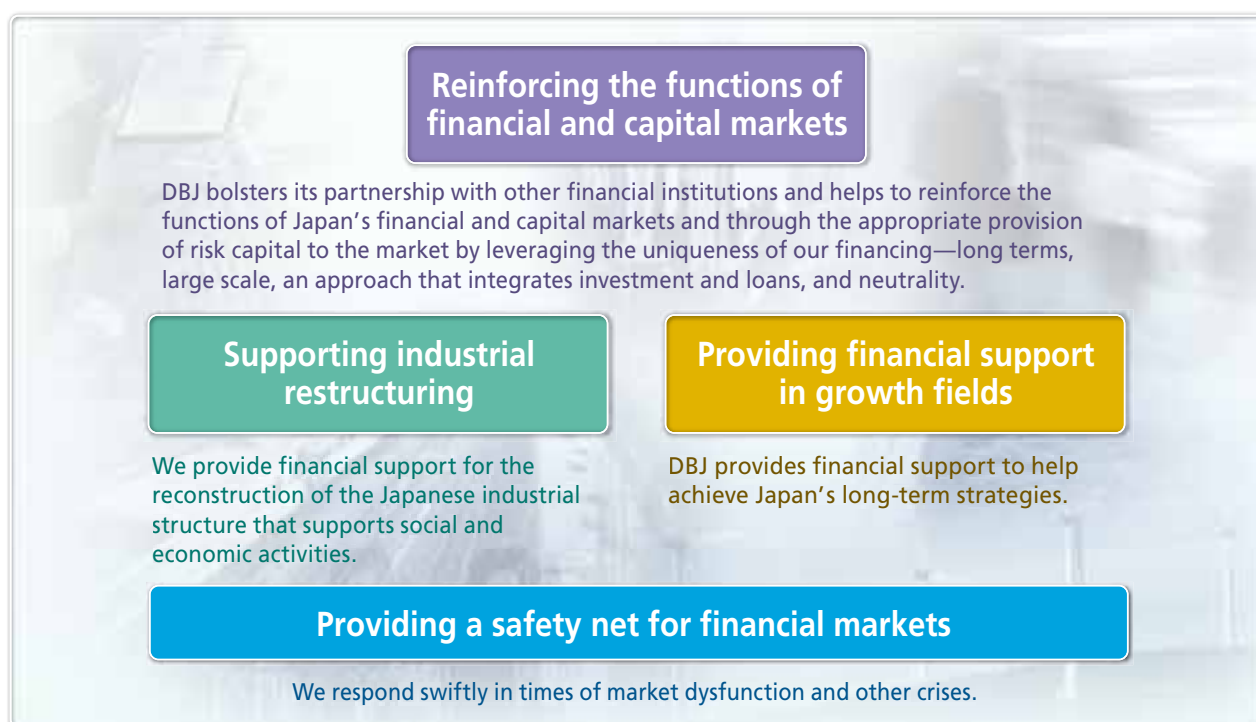 Reinforcing the functions of
financial and capital markets
DBJ bolsters its partnership with other financial institutions and helps to reinforce the
functions of Japan's financial and capital markets and through the appropriate provision
of risk capital to the market by leveraging the uniqueness of our financing—long terms,
large scale, an approach that integrates investment and loans, and neutrality.
Supporting industrial
restructuring
We provide financial support for the
reconstruction of the Japanese industrial
structure that supports social and
economic activities.
Providing financial support
in growth fields
DBJ provides financial support to help
achieve Japan's long-term strategies.
Providing a safety net for financial markets
We respond swiftly in times of market dysfunction and other crises.